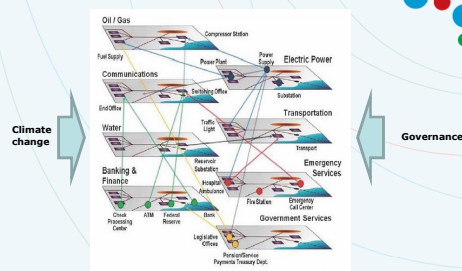 Oil / Gas
Compressor Station
Fuel Supply
Power Plant
Power
Supply
Electric Power
Substation
Communications
Switching Office
End Office
Traffic
Light
Transportation
Transport
Water
Reservoir
Substation
Emergency
Services
Hospital
Ambulance
Fire Station
Emergency
Call Center
Banking &
Finance
Check
Processing
Center
ATM
Federal
Reserve
Bank
Government Services
Legislative
Offices
Pension/Service
Payments Treasury Dept.
Climate
change
Governance